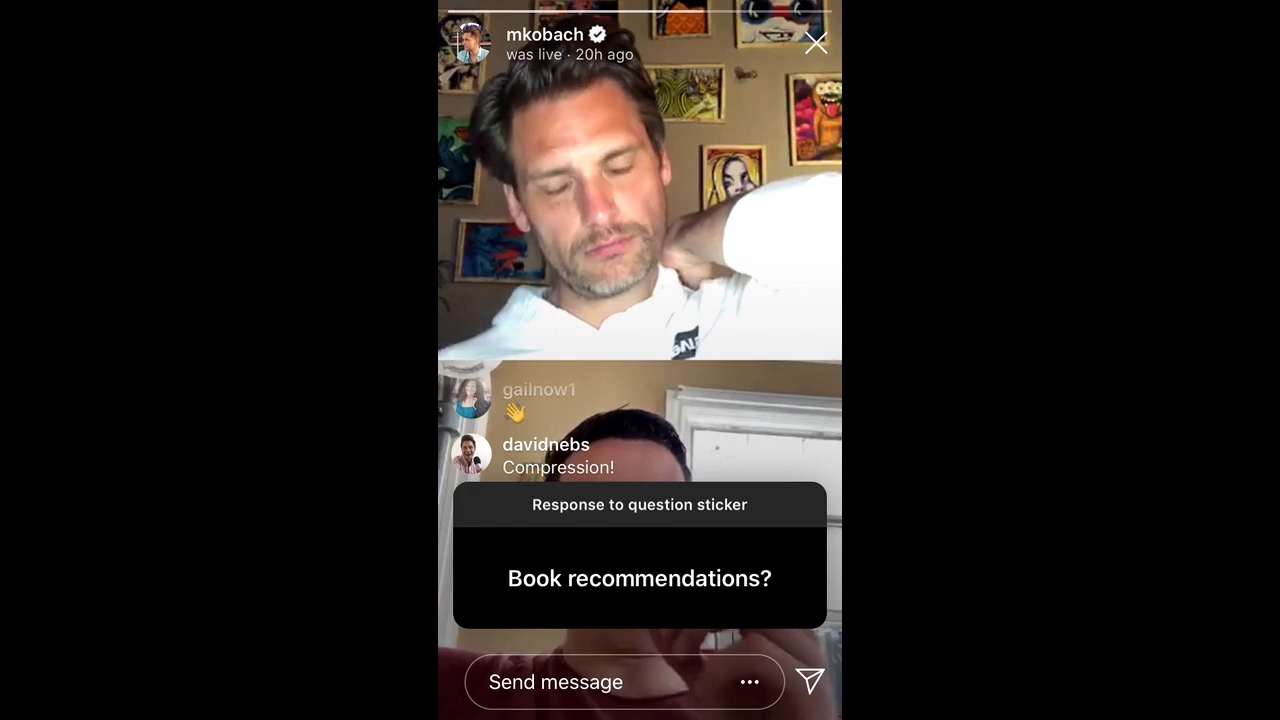 mkobach
was live · 20h ago
gailnow1
👋
davidnebs
Compression!
Response to question sticker
Book recommendations?
Send message